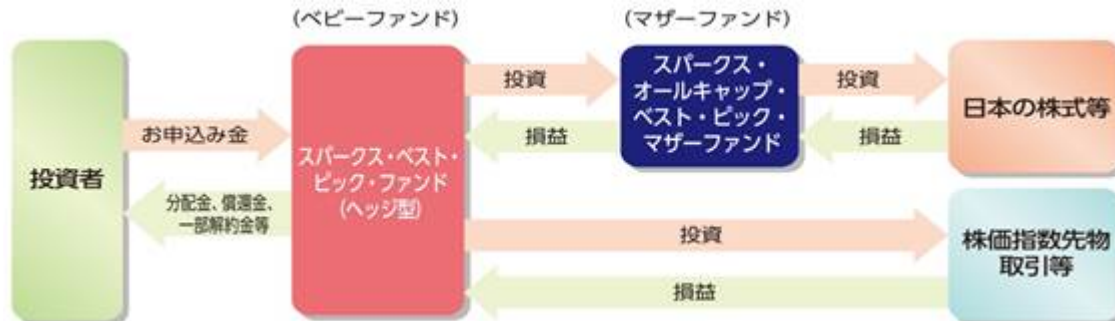 (ベビーファンド)
(マザーファンド)
投資者
お申込み金
分配金、償還金、
一部解約金等
スパークス・ベスト・
ピック・ファンド
(ヘッジ型)
投資
損益
スパークス・
オールキャップ・
ベスト・ピック・
マザーファンド
投資
損益
日本の株式等
投資
損益
株価指数先物
取引等